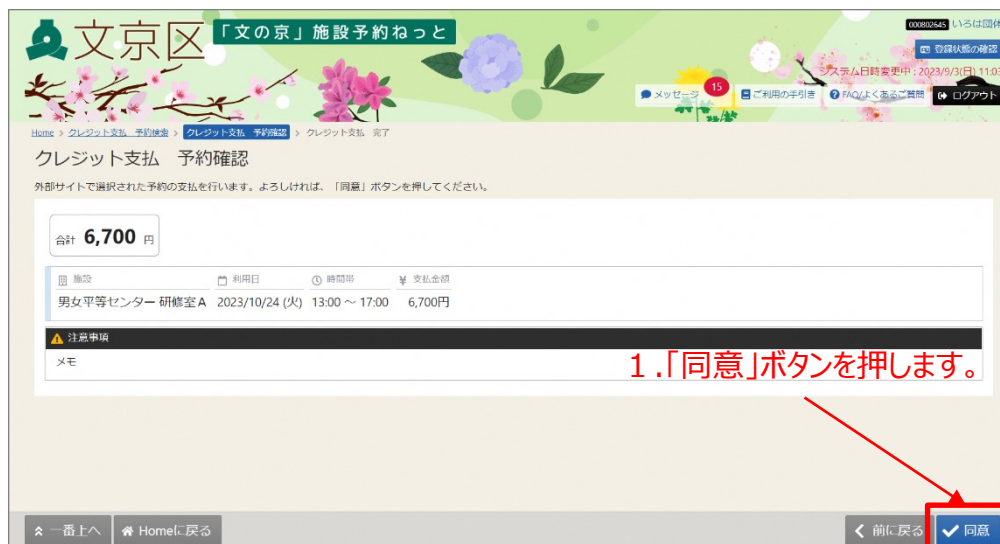 文京区 「文の京」施設予約ねっと
000802645 いろは団体
登録状態の確認
システム日時変更中:2023/9/3(日) 11:03
メッセージ 15 ご利用の手引き FAQ/よくあるご質問 ログアウト
Home > クレジット支払 予約検索 > クレジット支払 予約確認 > クレジット支払 完了
クレジット支払 予約確認
外部サイトで選択された予約の支払を行います。よろしければ、「同意」ボタンを押してください。
合計 6,700 円
施設 利用日 時間帯 ¥ 支払金額
男女平等センター 研修室A 2023/10/24 (火) 13:00 ~ 17:00 6,700円
注意事項
メモ
1.「同意」ボタンを押します。
一番上へ Homeに戻る 前に戻る 同意